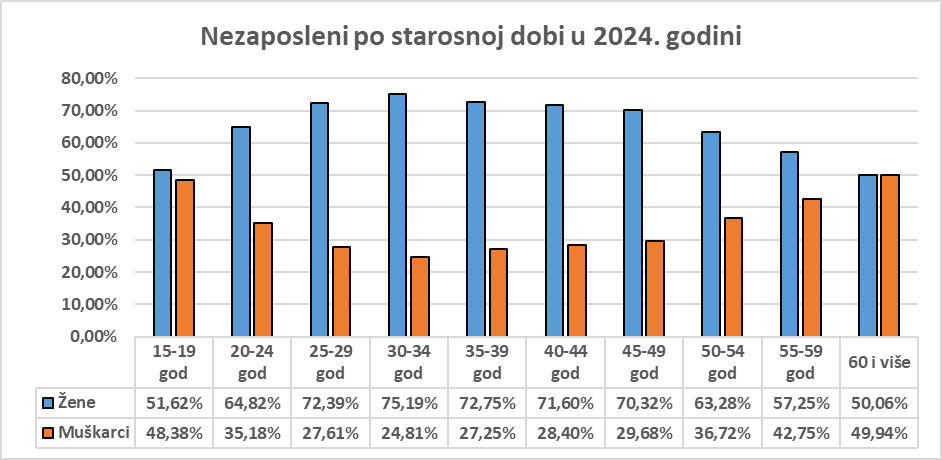 Nezaposleni po starosnoj dobi u 2024. godini
80,00%
70,00%
60,00%
50,00%
40,00%
30,00%
20,00%
10,00%
0,00%
15-19 20-24 25-29 30-34 35-39 40-44 45-49 50-54 55-59 60 i više
god god god god god god god god god
Žene 51,62% 64,82% 72,39% 75,19% 72,75% 71,60% 70,32% 63,28% 57,25% 50,06%
Muškarci 48,38% 35,18% 27,61% 24,81% 27,25% 28,40% 29,68% 36,72% 42,75% 49,94%